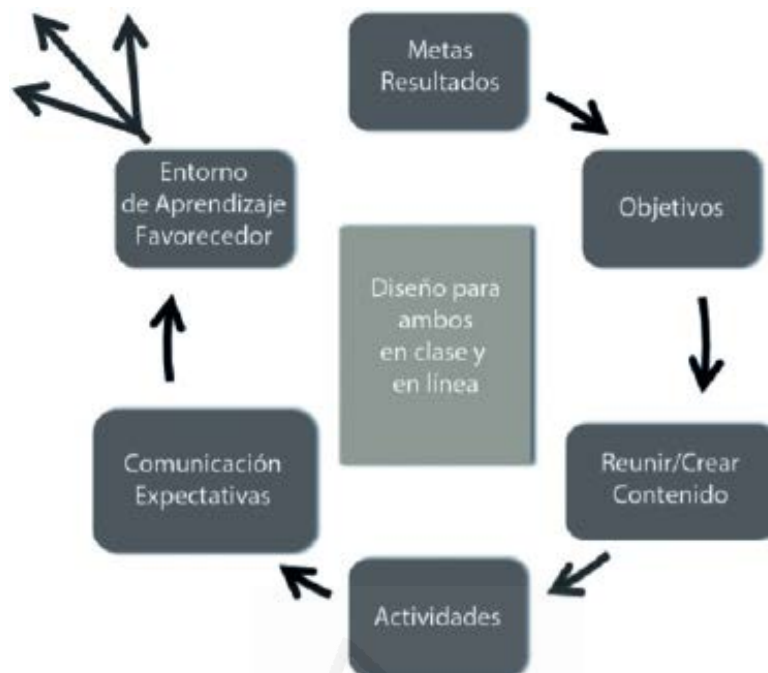 Metas
Resultados
Objetivos
Reunir/Crear
Contenido
Actividades
Comunicación
Expectativas
Entorno
de Aprendizaje
Favorecedor
Diseño para
ambos
en clase y
en línea